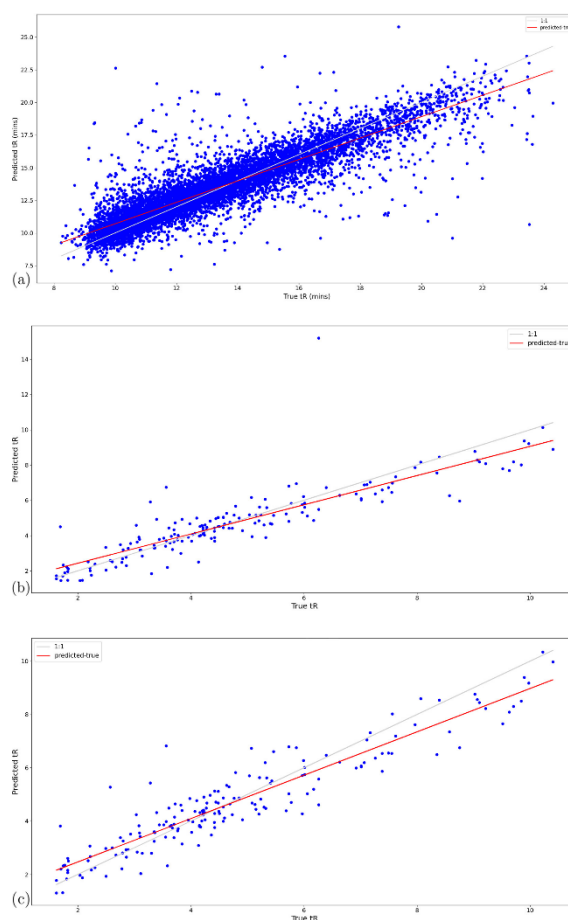 1:1
predicted-tr
25.0
22.5
20.0
17.5
15.0
12.5
10.0
7.5
Predicted tR (mins)
8 10 12 14 16 18 20 22 24
True tR (mins)
(a)
1:1
predicted-true
14
12
10
8
6
4
2
Predicted tR
2 4 6 8 10
True tR
(b)
1:1
predicted-true
10
8
6
4
2
Predicted tR
2 4 6 8 10
True tR
(c)